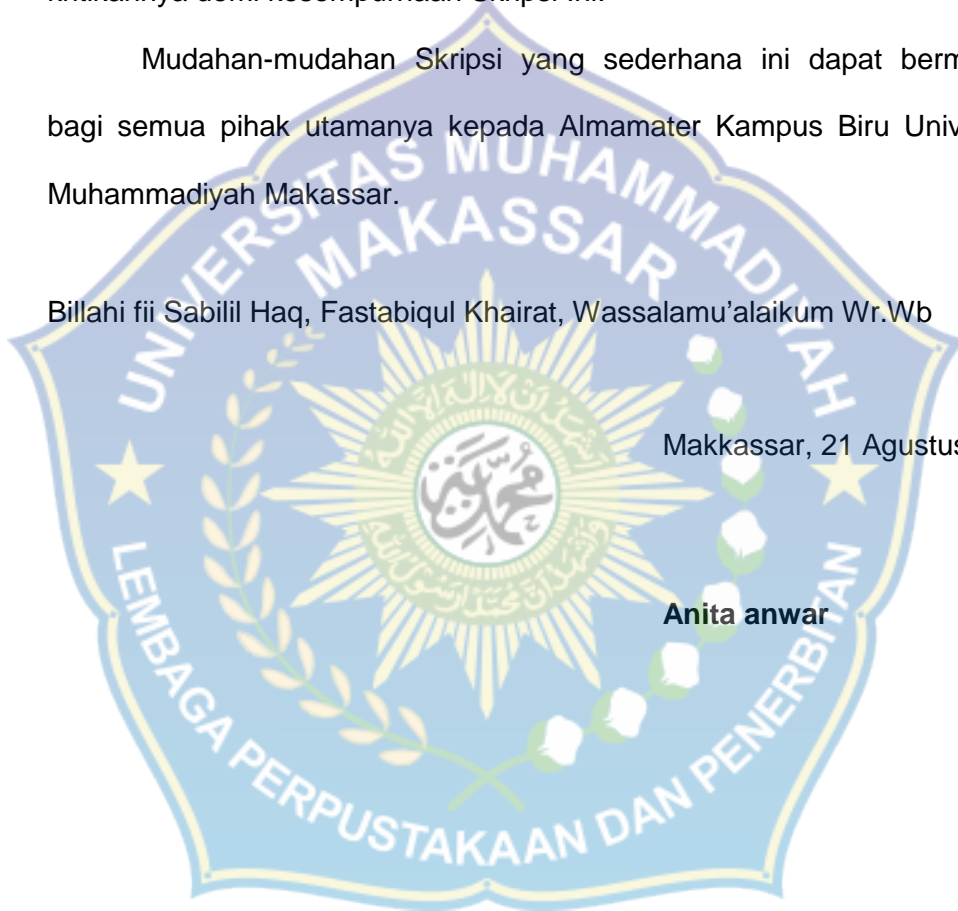 Mudahan-mudahan Skripsi yang sederhana ini dapat berm
bagi semua pihak utamanya kepada Almamater Kampus Biru Univ
Muhammadiyah Makassar.
Billahi fii Sabilil Haq, Fastabiqul Khairat, Wassalamu’alaikum Wr.Wb
Makkassar, 21 Agustus
Anita anwar
UNIVERSITAS MUHAMMADIYAH
MAKASSAR
LEMBAGA PERPUSTAKAAN DAN PENERBITAN